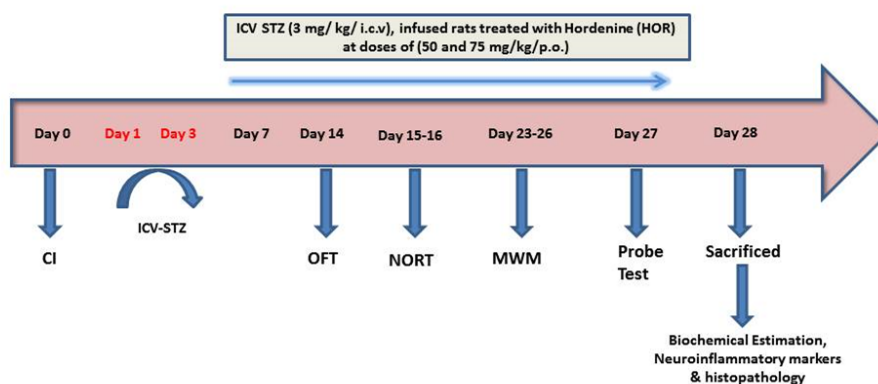 ICV STZ (3 mg/ kg/ i.c.v), infused rats treated with Hordenine (HOR)
at doses of (50 and 75 mg/kg/p.o.)
Day 0 Day 1 Day 3 Day 7 Day 14 Day 15-16 Day 23-26 Day 27 Day 28
ICV-STZ
CI OFT NORT MWM Probe Sacrificed
Test
Biochemical Estimation,
Neuroinflammatory markers
& histopathology